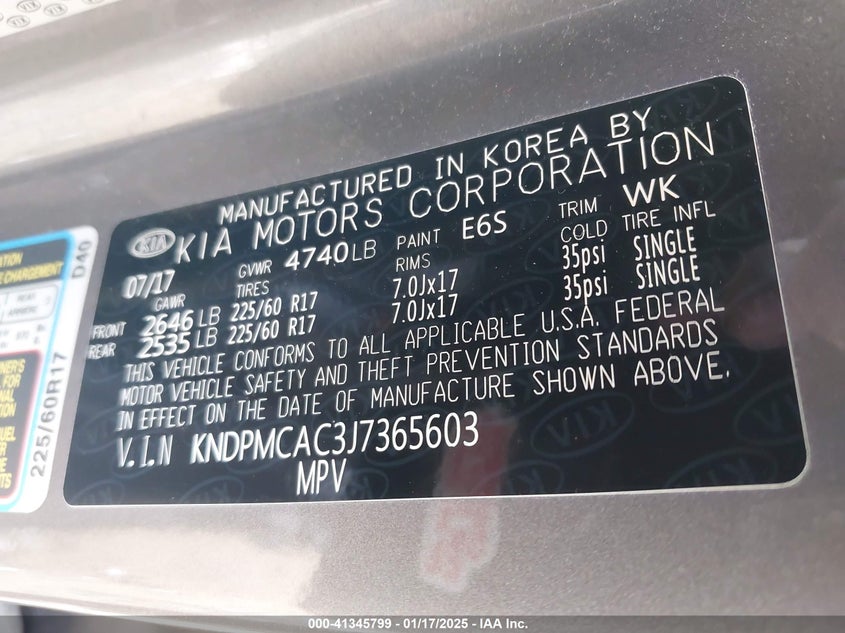 MANUFACTURED IN KOREA BY
KIA KIA MOTORS CORPORATION
07/17 GVWR 4740LB PAINT E6S TRIM WK
GAWR TIRES RIMS COLD TIRE INFL
FRONT 2646 LB 225/60 R17 7.0Jx17 35psi SINGLE
REAR 2535 LB 225/60 R17 7.0Jx17 35psi SINGLE
THIS VEHICLE CONFORMS TO ALL APPLICABLE U.S.A. FEDERAL
MOTOR VEHICLE SAFETY AND THEFT PREVENTION STANDARDS
IN EFFECT ON THE DATE OF MANUFACTURE SHOWN ABOVE.
V.I.N KNDPMCAC3J7365603
MPV
D40
225/60R17
000-41345799 - 01/17/2025 - IAA Inc.